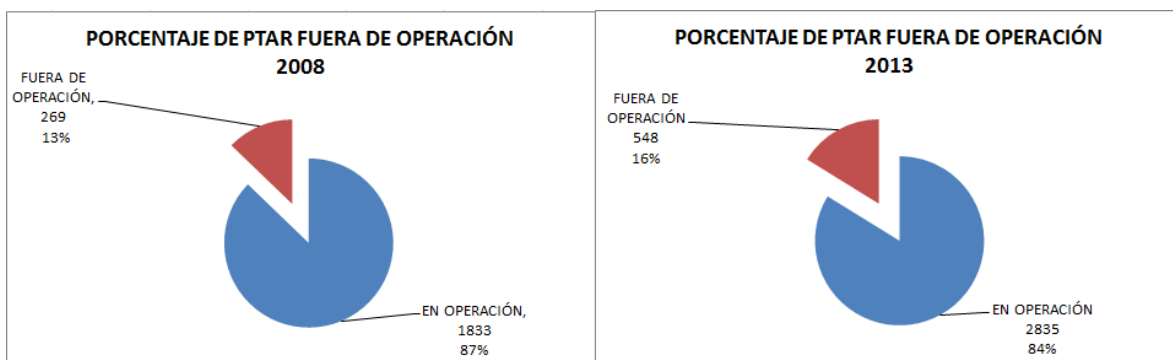 PORCENTAJE DE PTAR FUERA DE OPERACIÓN
2008
FUERA DE
OPERACIÓN,
269
13%
EN OPERACIÓN,
1833
87%
PORCENTAJE DE PTAR FUERA DE OPERACIÓN
2013
FUERA DE
OPERACIÓN
548
16%
EN OPERACIÓN
2835
84%